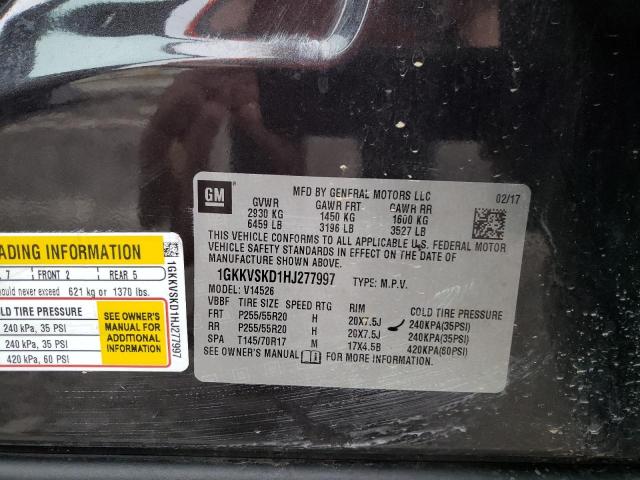 GM
MFD BY GENERAL MOTORS LLC 02/17
GVWR GAWR FRT GAWR RR
2930 KG 1450 KG 1600 KG
6459 LB 3196 LB 3527 LB
THIS VEHICLE CONFORMS TO ALL APPLICABLE U.S. FEDERAL MOTOR
VEHICLE SAFETY STANDARDS IN EFFECT ON THE DATE OF
MANUFACTURE SHOWN ABOVE.
1GKKVSKD1HJ277997 TYPE: M.P.V.
MODEL: V14526
VBBF TIRE SIZE SPEED RTG RIM COLD TIRE PRESSURE
FRT P255/55R20 H 20X7.5J 240KPA(35PSI)
RR P255/55R20 H 20X7.5J 240KPA(35PSI)
SPA T145/70R17 M 17X4.5B 420KPA(60PSI)
SEE OWNER'S MANUAL FOR MORE INFORMATION.
ADING INFORMATION
7 FRONT 2 REAR 5
ould never exceed 621 kg or 1370 lbs.
LD TIRE PRESSURE
240 kPa, 35 PSI
240 kPa, 35 PSI
420 kPa, 60 PSI
SEE OWNER'S
MANUAL FOR
ADDITIONAL
INFORMATION
1GKKVSKD1HJ277997